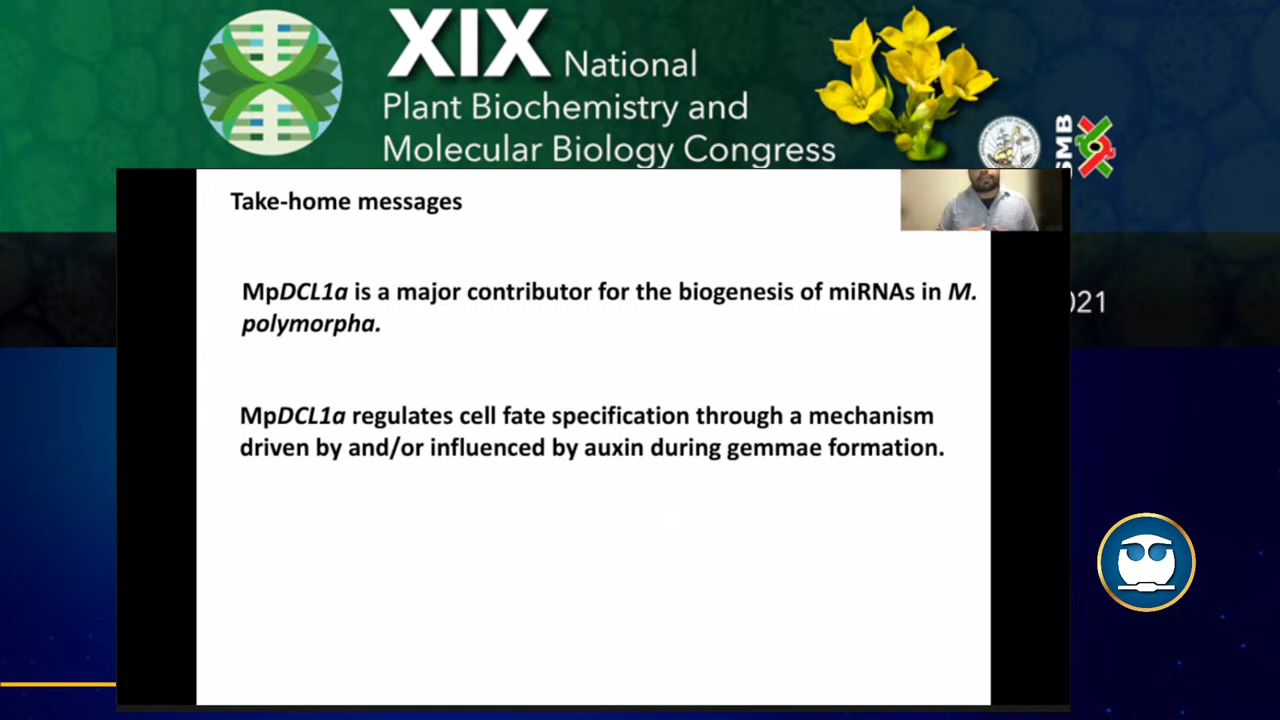 XIX National
Plant Biochemistry and
Molecular Biology Congress
SMB
021
Take-home messages
MpDCL1a is a major contributor for the biogenesis of miRNAs in M.
polymorpha.
MpDCL1a regulates cell fate specification through a mechanism
driven by and/or influenced by auxin during gemmae formation.